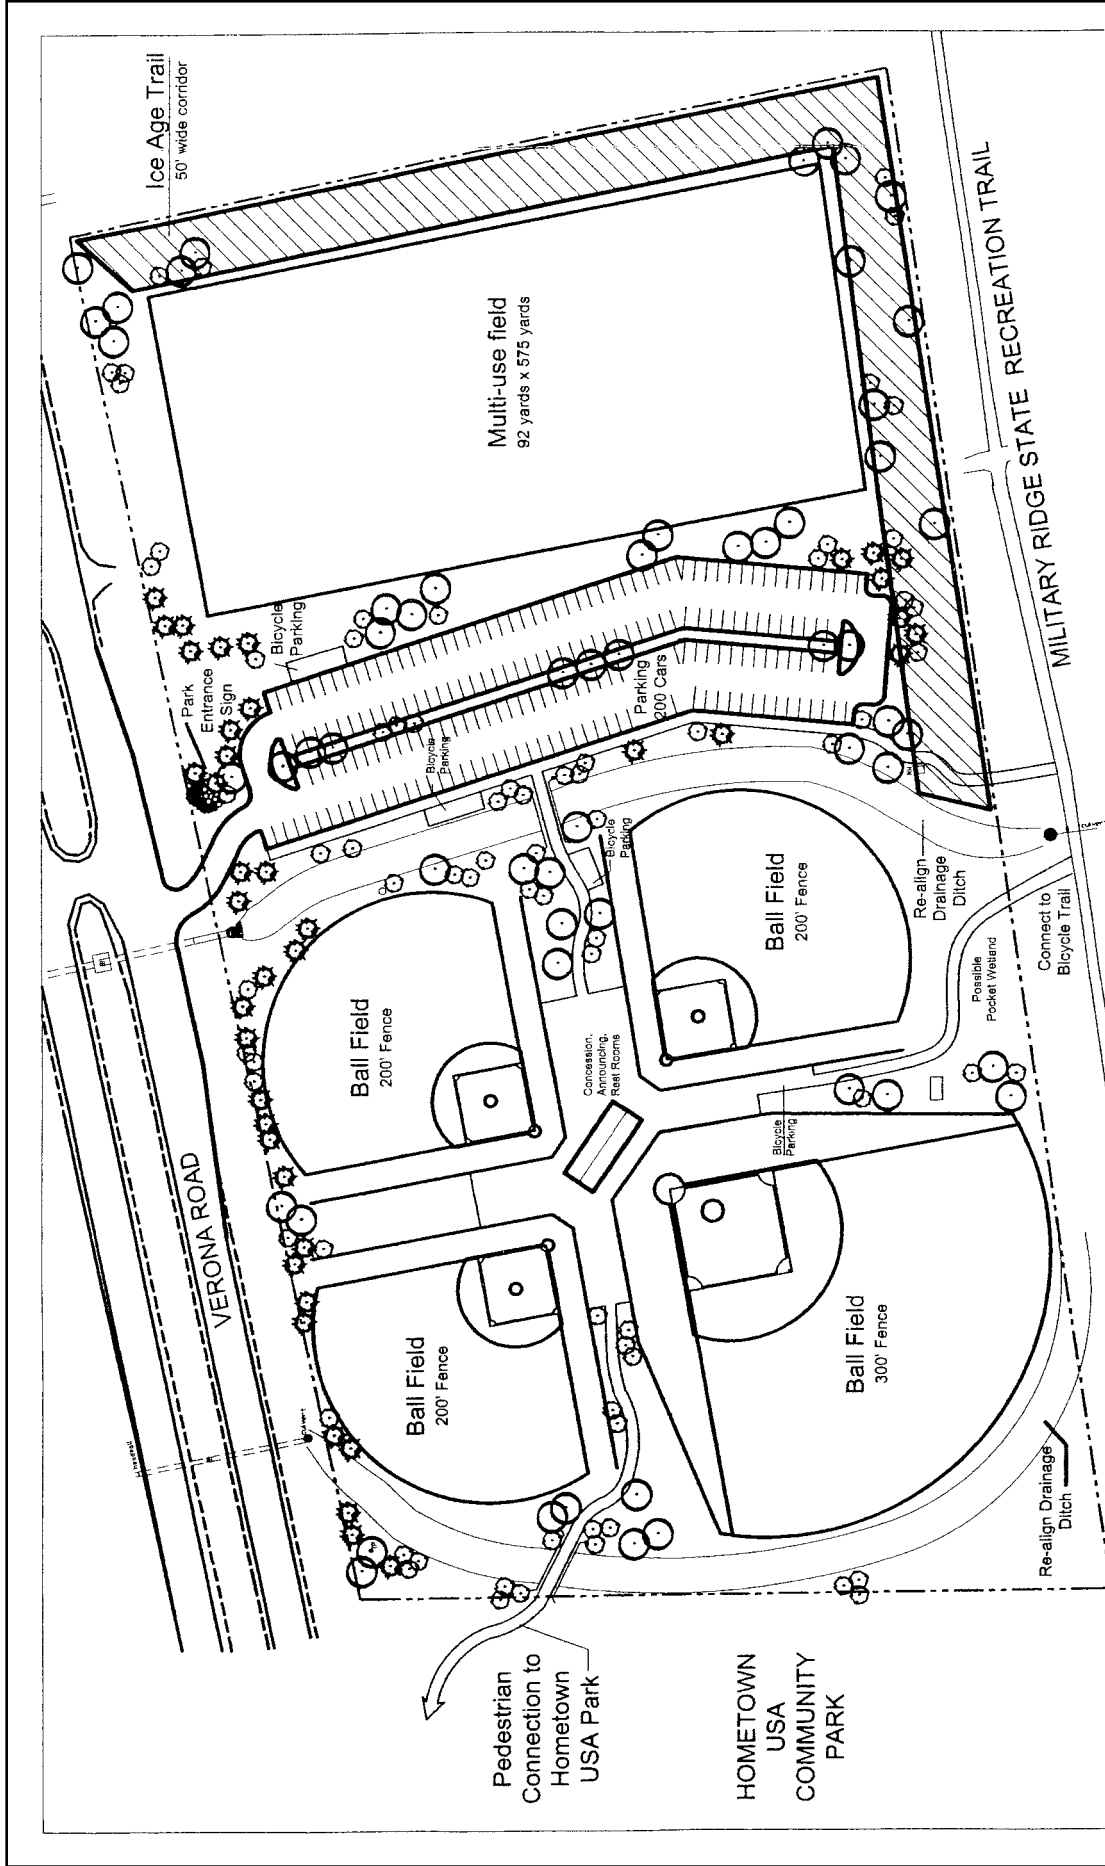 Ice Age Trail
50' wide corridor
Multi-use field
92 yards x 575 yards
MILITARY RIDGE STATE RECREATION TRAIL
Park
Entrance
Sign
Bicycle
Parking
Parking
200 Cars
Bicycle
Parking
Bicycle
Parking
Ball Field
200' Fence
Re-align
Drainage
Ditch
Culvert
Connect to
Bicycle Trail
Possible
Pocket Wetland
Ball Field
200' Fence
Concession,
Announcing,
Rest Rooms
Bicycle
Parking
VERONA ROAD
Ball Field
200' Fence
Culvert
Ball Field
300' Fence
Re-align Drainage
Ditch
Pedestrian
Connection to
Hometown
USA Park
HOMETOWN
USA
COMMUNITY
PARK